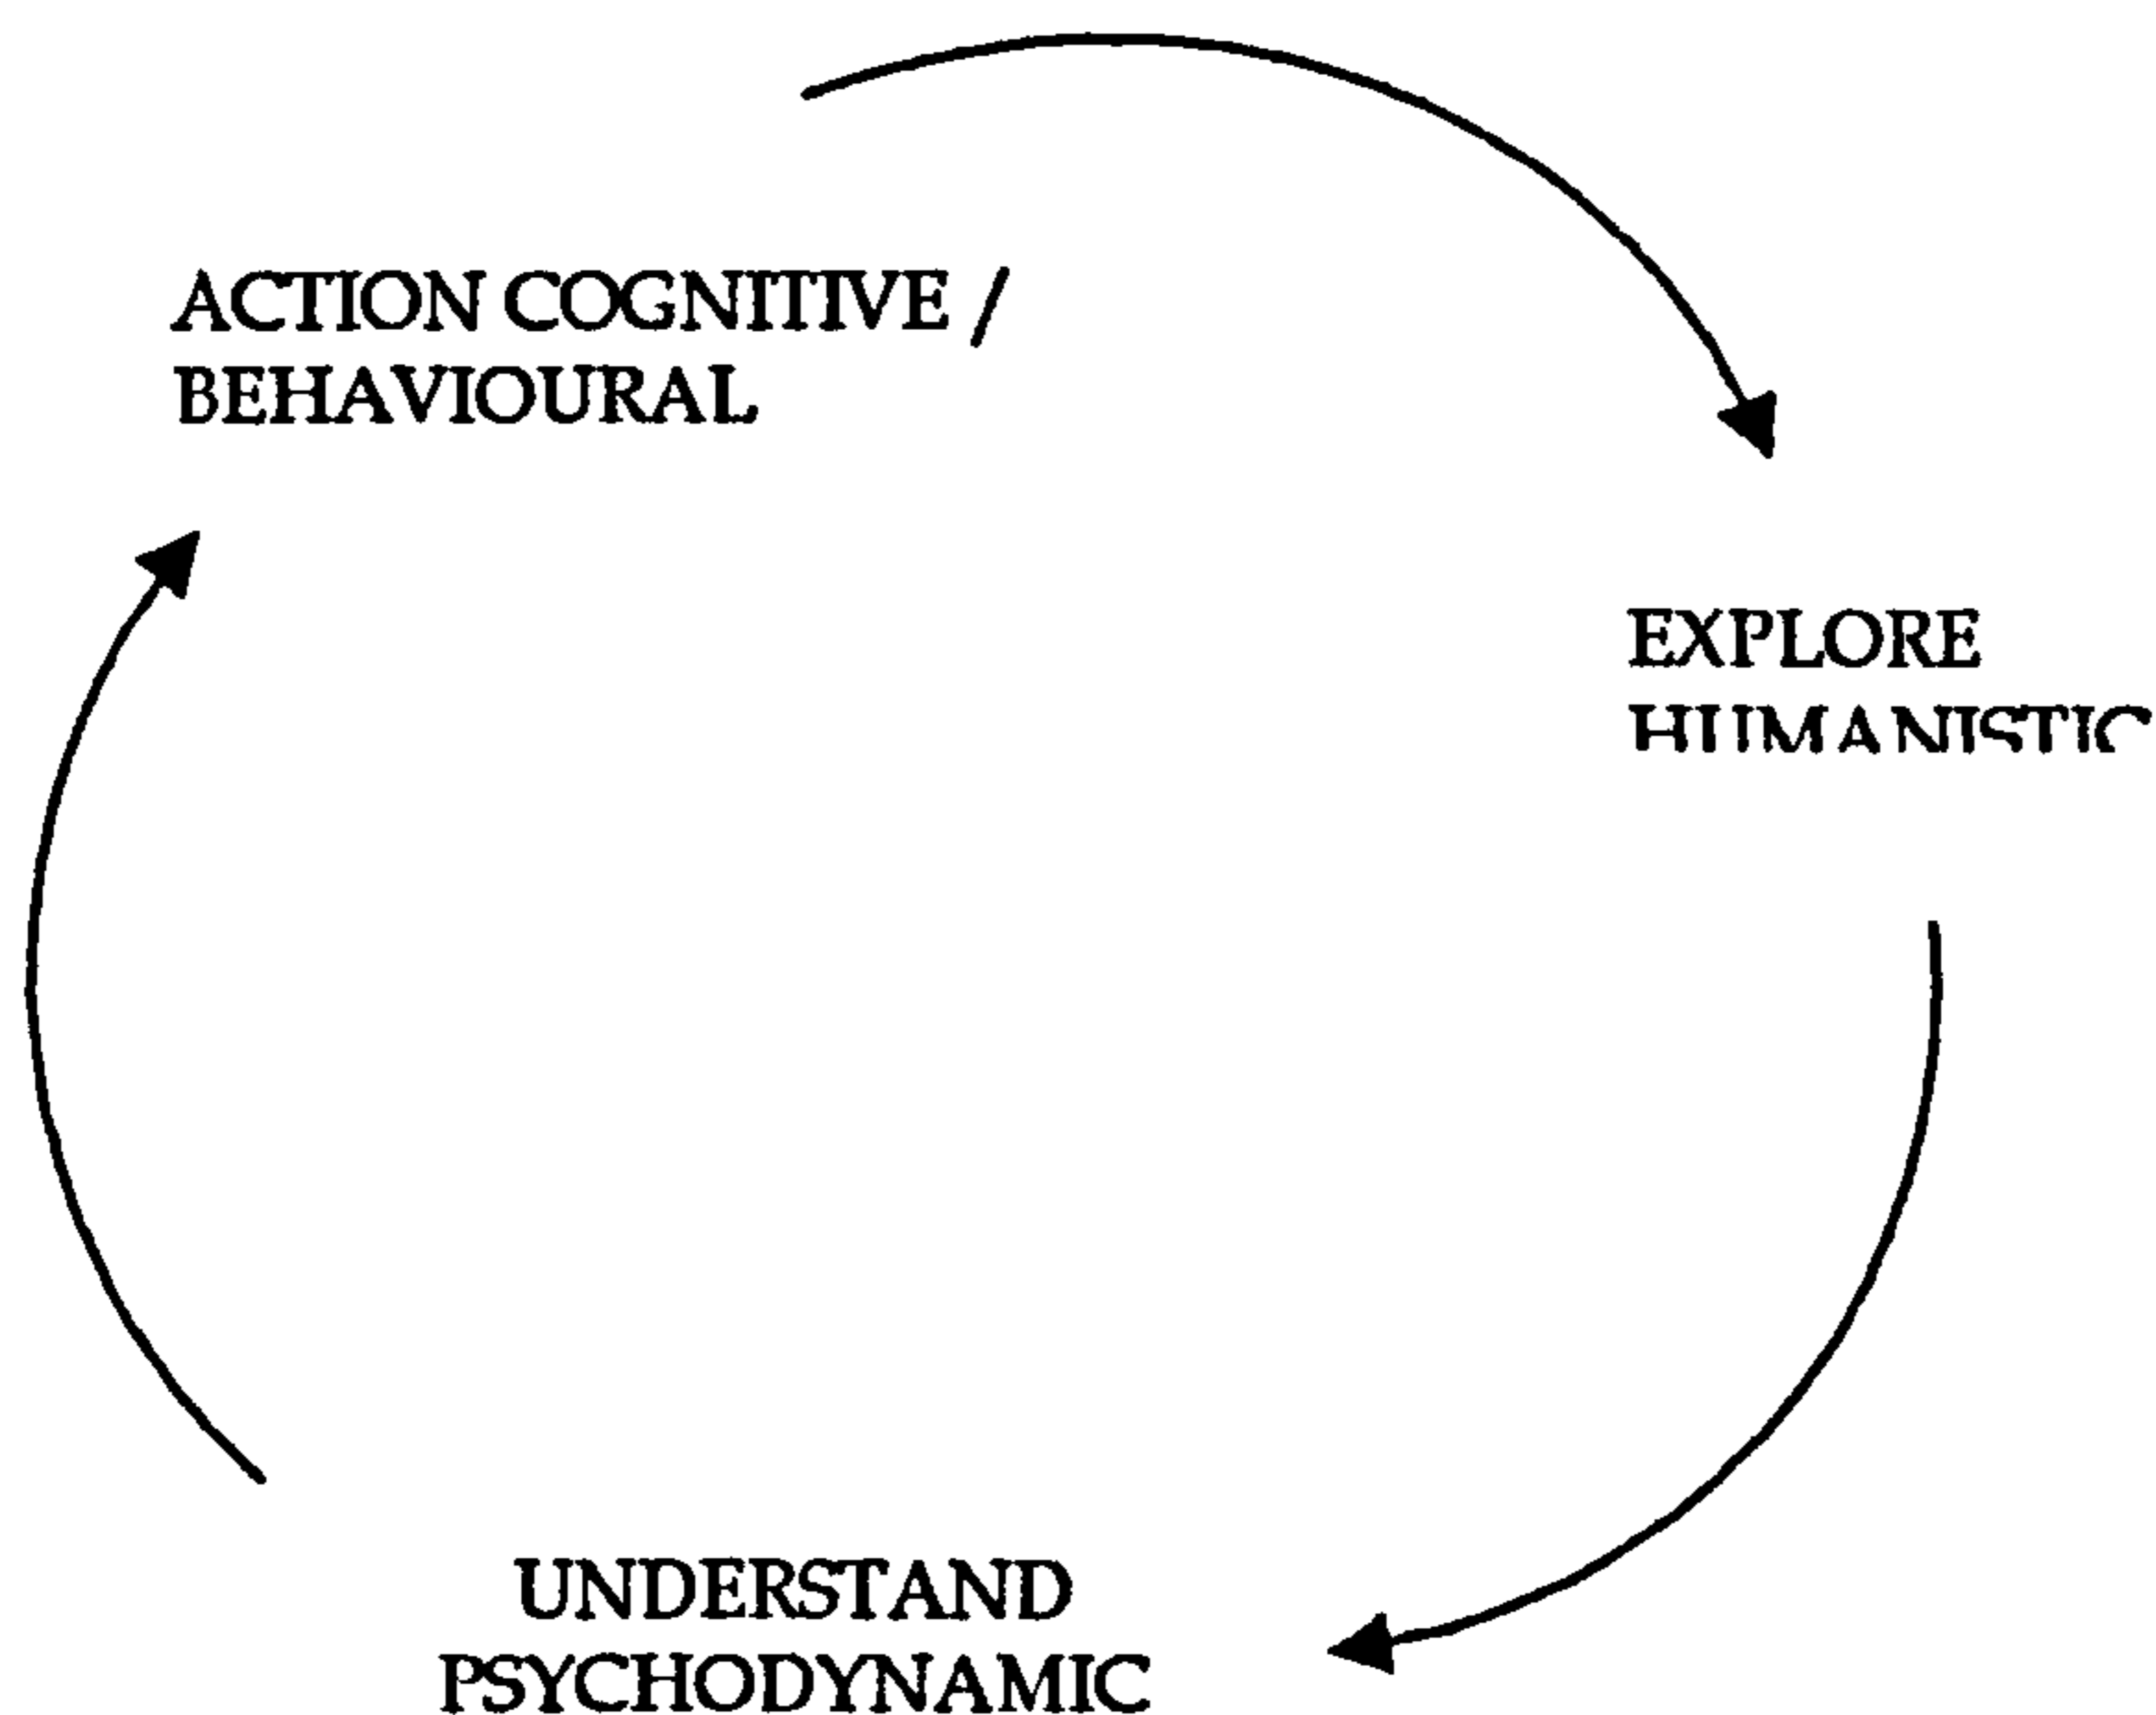 ACTION COGNITIVE /
BEHAVIOURAL
EXPLORE
HUMANISTIC
UNDERSTAND
PSYCHODYNAMIC